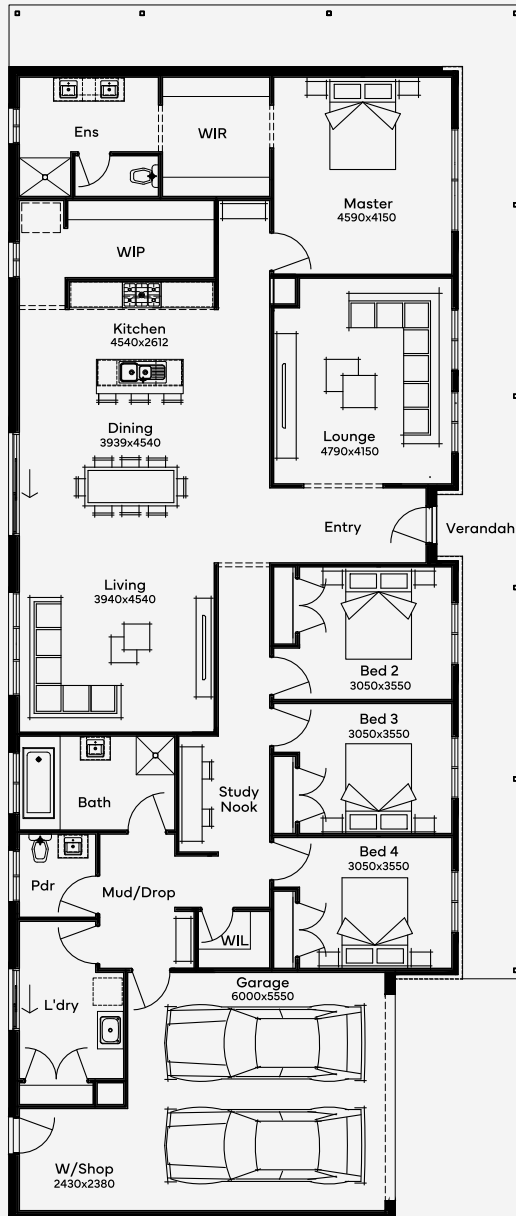 Ens
WIR
Master
4590x4150
WIP
Kitchen
4540x2612
Dining
3939x4540
Lounge
4790x4150
Entry
Verandah
Living
3940x4540
Bed 2
3050x3550
Bed 3
3050x3550
Study
Nook
Bath
Bed 4
3050x3550
Pdr
Mud/Drop
WIL
L'dry
Garage
6000x5550
W/Shop
2430x2380